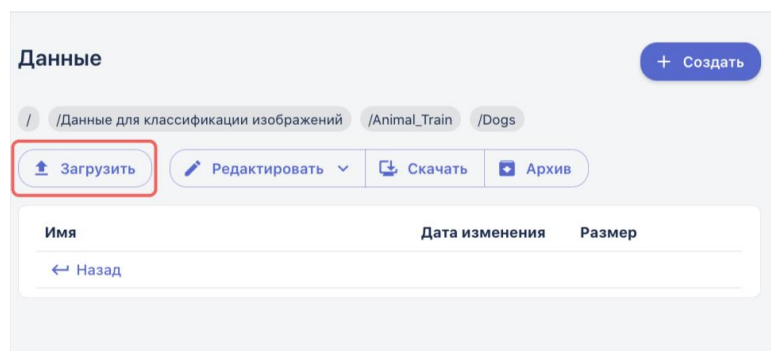 Данные
+ Создать
/ /Данные для классификации изображений /Animal_Train /Dogs
Загрузить Редактировать Скачать Архив
Имя Дата изменения Размер
Назад